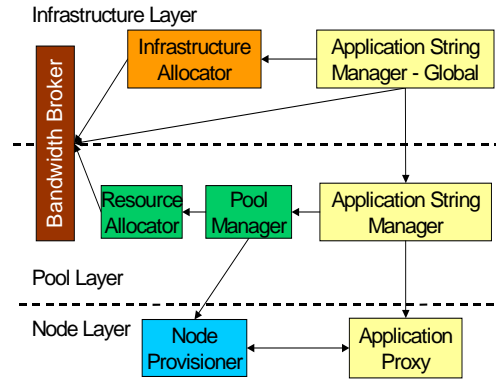 Infrastructure Layer
Infrastructure
Allocator
Application String
Manager - Global
Bandwidth Broker
Resource
Allocator
Pool
Manager
Application String
Manager
Pool Layer
Node Layer
Node
Provisioner
Application
Proxy